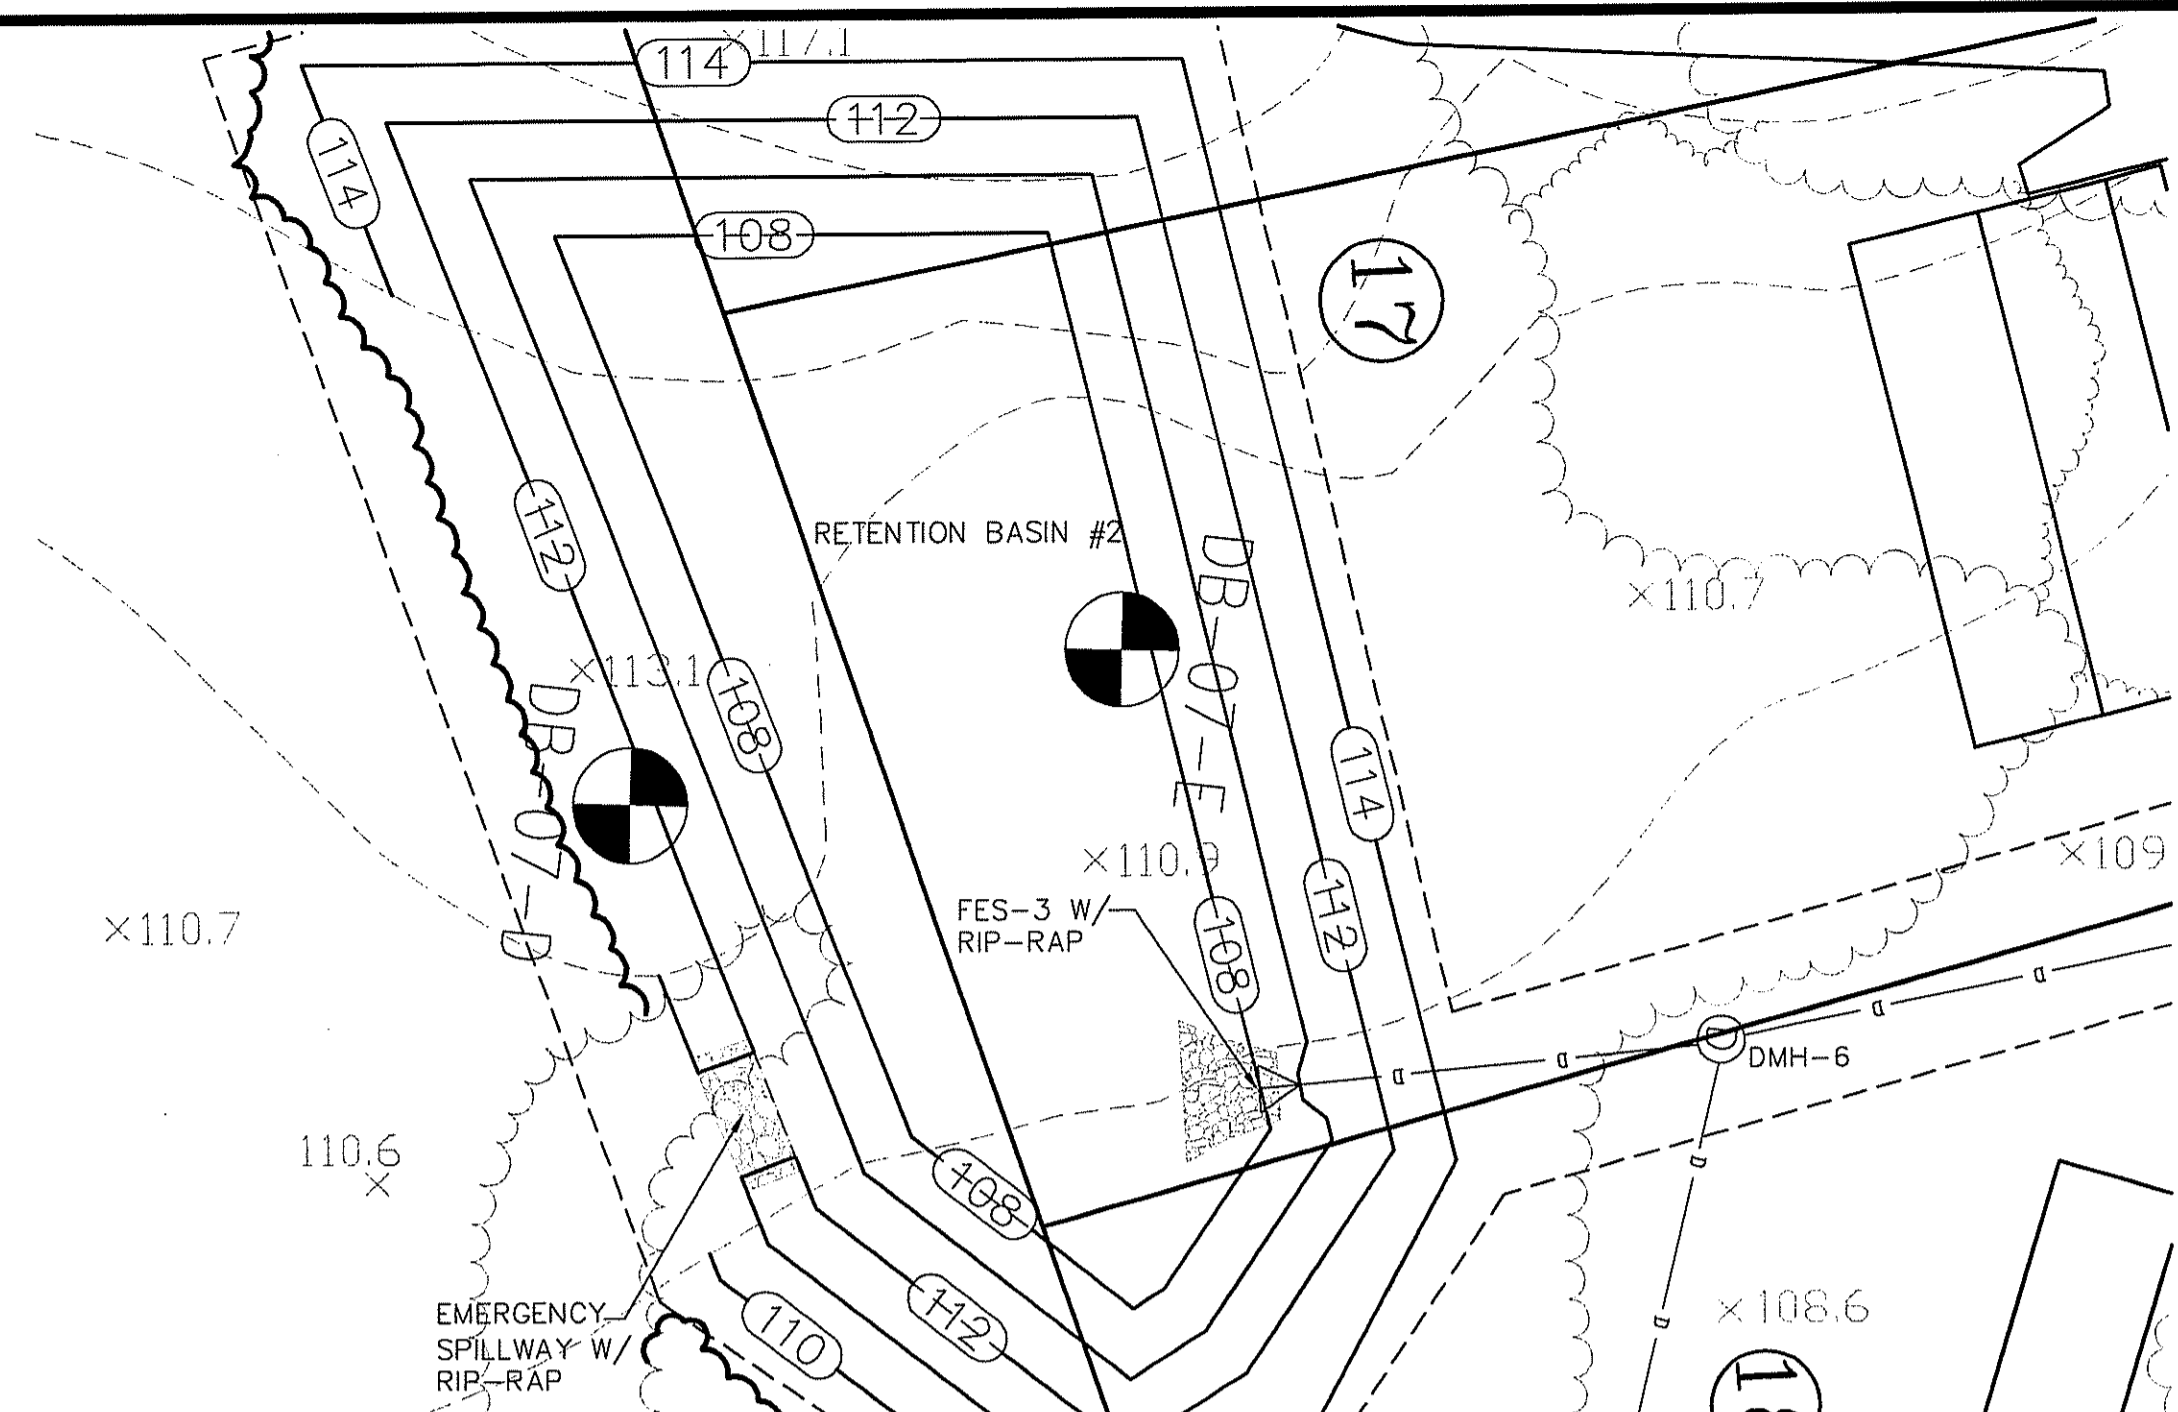 ×117.1
114
112
114
108
17
112
RETENTION BASIN #2
DB-07-E
×110.7
×113.1
108
DB-07-D
114
×110.9
×109
112
FES-3 W/
RIP-RAP
108
×110.7
D
D
D
D
D
DMH-6
110.6
×
108
D
D
112
110
×108.6
EMERGENCY
SPILLWAY W/
RIP-RAP